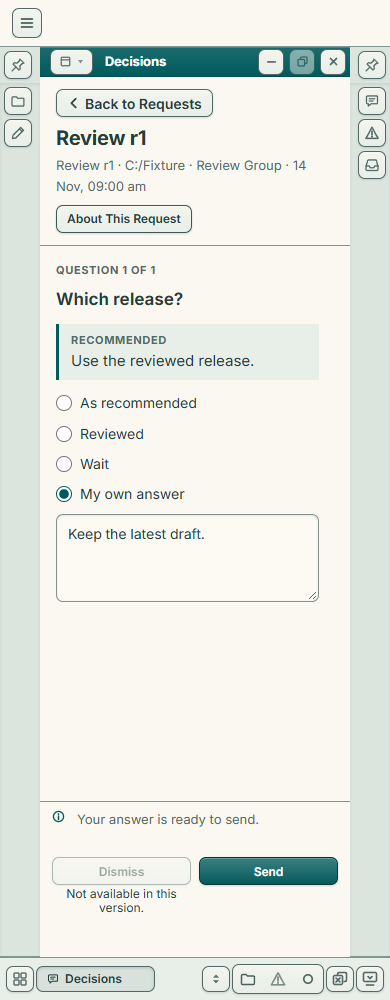 Decisions
Back to Requests
Review r1
Review r1 · C:/Fixture · Review Group · 14
Nov, 09:00 am
About This Request
QUESTION 1 OF 1
Which release?
RECOMMENDED
Use the reviewed release.
As recommended
Reviewed
Wait
My own answer
Keep the latest draft.
Your answer is ready to send.
Dismiss
Send
Not available in this
version.
Decisions